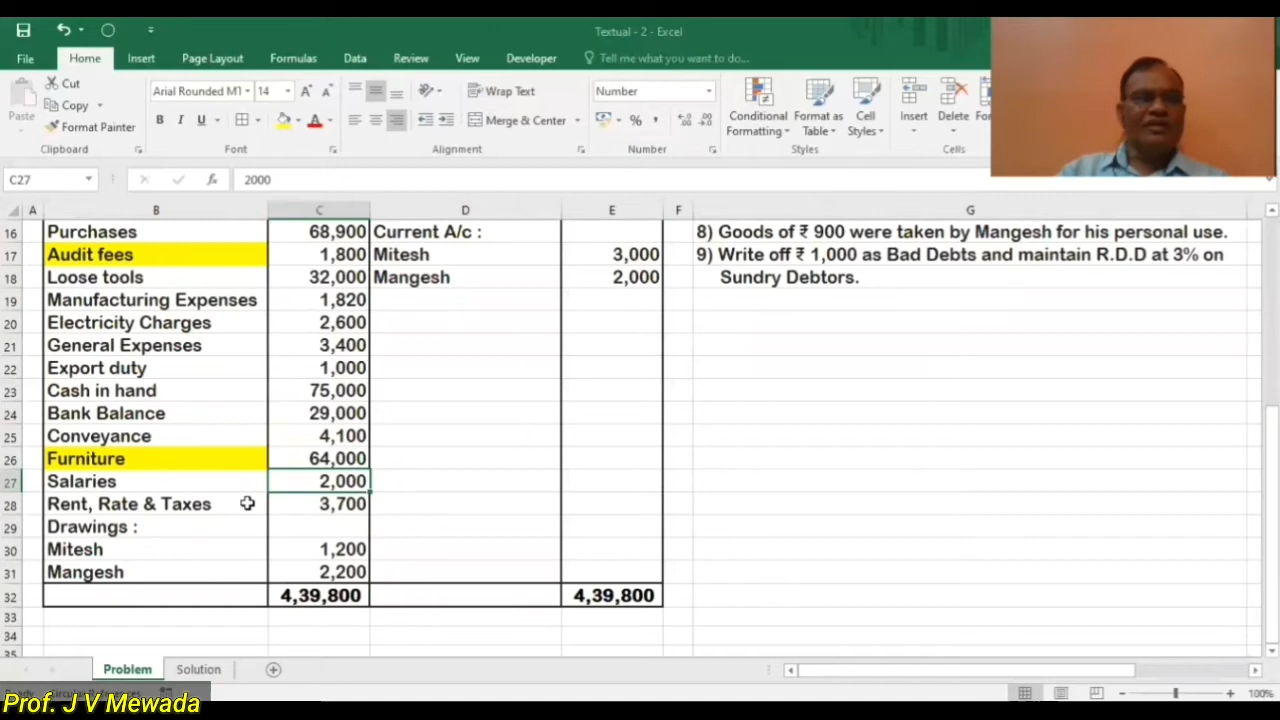 Textual - 2 - Excel
File Home Insert Page Layout Formulas Data Review View Developer Tell me what you want to do...
Cut
Copy
Paste
Format Painter
Arial Rounded MT 14
B I U
Wrap Text
Merge & Center
Number
Conditional Formatting
Format as Table
Cell Styles
Insert Delete
Clipboard Font Alignment Number Styles Cells
C27 fx 2000
A B C D E F G
16 Purchases 68,900 Current A/c : 8) Goods of ₹ 900 were taken by Mangesh for his personal use.
17 Audit fees 1,800 Mitesh 3,000 9) Write off ₹ 1,000 as Bad Debts and maintain R.D.D at 3% on
18 Loose tools 32,000 Mangesh 2,000 Sundry Debtors.
19 Manufacturing Expenses 1,820
20 Electricity Charges 2,600
21 General Expenses 3,400
22 Export duty 1,000
23 Cash in hand 75,000
24 Bank Balance 29,000
25 Conveyance 4,100
26 Furniture 64,000
27 Salaries 2,000
28 Rent, Rate & Taxes 3,700
29 Drawings :
30 Mitesh 1,200
31 Mangesh 2,200
32 4,39,800 4,39,800
33
34
35
Problem Solution
100%
Prof. J V Mewada